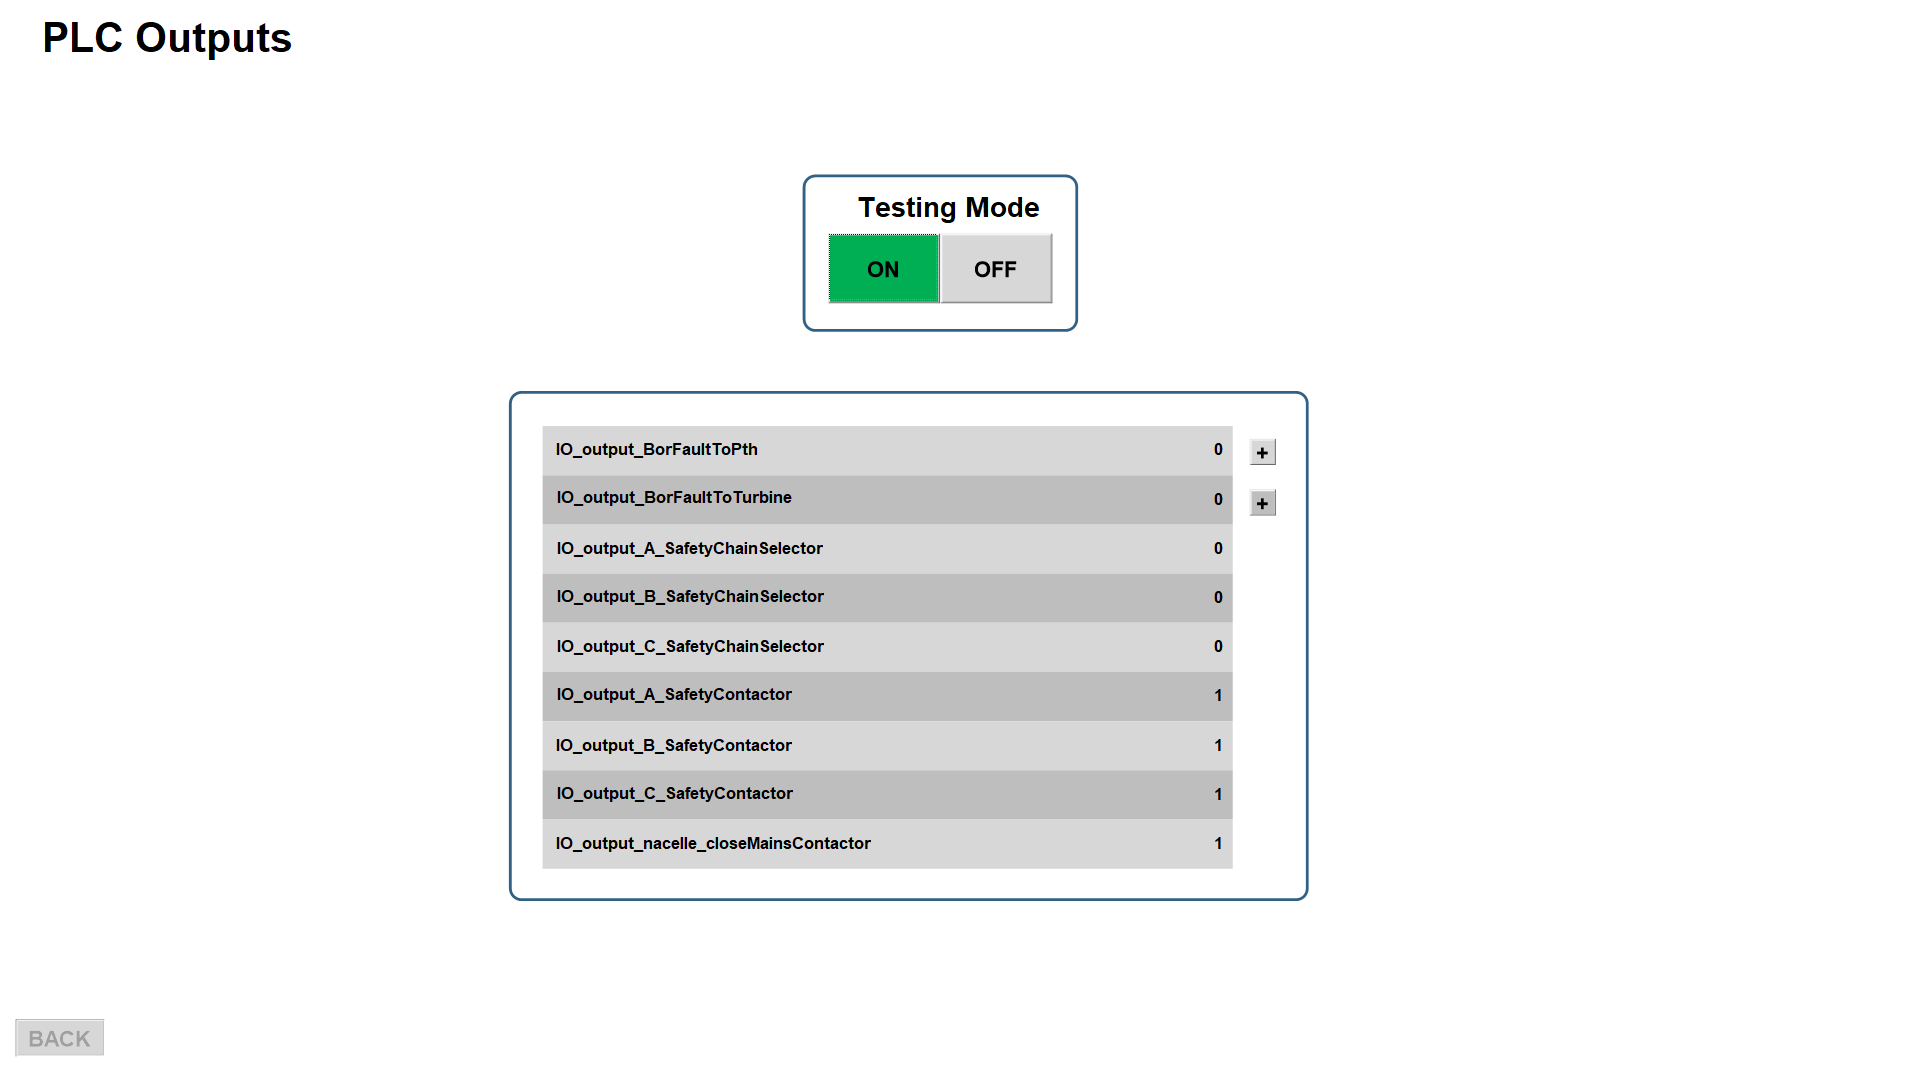 PLC Outputs
Testing Mode
ON OFF
IO_output_BorFaultToPth 0 +
IO_output_BorFaultToTurbine 0 +
IO_output_A_SafetyChainSelector 0
IO_output_B_SafetyChainSelector 0
IO_output_C_SafetyChainSelector 0
IO_output_A_SafetyContactor 1
IO_output_B_SafetyContactor 1
IO_output_C_SafetyContactor 1
IO_output_nacelle_closeMainsContactor 1
BACK